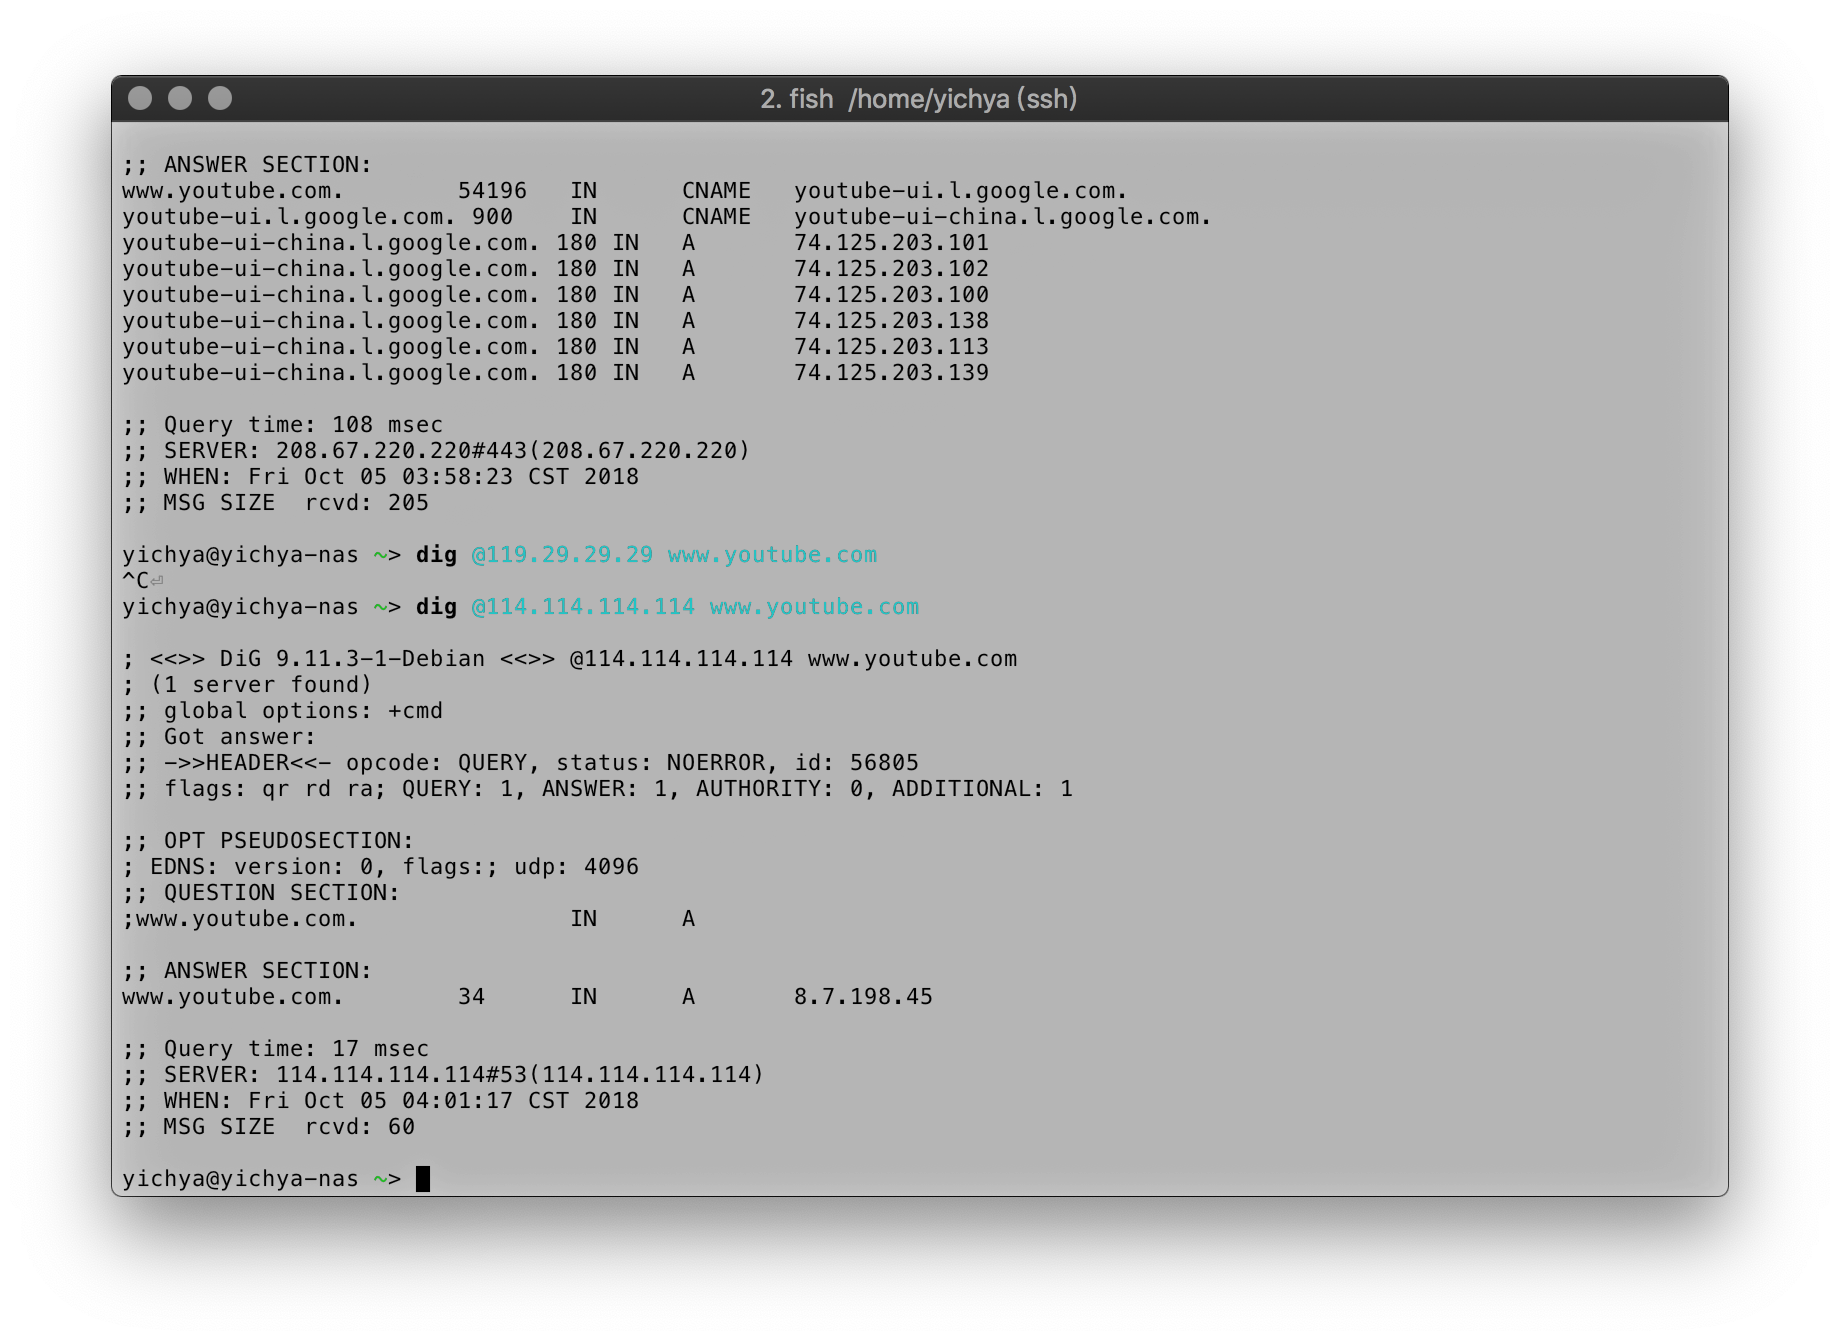 2. fish  /home/yichya (ssh)
;; ANSWER SECTION:
www.youtube.com.        54196   IN      CNAME   youtube-ui.l.google.com.
youtube-ui.l.google.com. 900    IN      CNAME   youtube-ui-china.l.google.com.
youtube-ui-china.l.google.com. 180 IN   A       74.125.203.101
youtube-ui-china.l.google.com. 180 IN   A       74.125.203.102
youtube-ui-china.l.google.com. 180 IN   A       74.125.203.100
youtube-ui-china.l.google.com. 180 IN   A       74.125.203.138
youtube-ui-china.l.google.com. 180 IN   A       74.125.203.113
youtube-ui-china.l.google.com. 180 IN   A       74.125.203.139
;; Query time: 108 msec
;; SERVER: 208.67.220.220#443(208.67.220.220)
;; WHEN: Fri Oct 05 03:58:23 CST 2018
;; MSG SIZE  rcvd: 205
yichya@yichya-nas ~> dig @119.29.29.29 www.youtube.com
^C⏎
yichya@yichya-nas ~> dig @114.114.114.114 www.youtube.com
; <<>> DiG 9.11.3-1-Debian <<>> @114.114.114.114 www.youtube.com
; (1 server found)
;; global options: +cmd
;; Got answer:
;; ->>HEADER<<- opcode: QUERY, status: NOERROR, id: 56805
;; flags: qr rd ra; QUERY: 1, ANSWER: 1, AUTHORITY: 0, ADDITIONAL: 1
;; OPT PSEUDOSECTION:
; EDNS: version: 0, flags:; udp: 4096
;; QUESTION SECTION:
;www.youtube.com.               IN      A
;; ANSWER SECTION:
www.youtube.com.        34      IN      A       8.7.198.45
;; Query time: 17 msec
;; SERVER: 114.114.114.114#53(114.114.114.114)
;; WHEN: Fri Oct 05 04:01:17 CST 2018
;; MSG SIZE  rcvd: 60
yichya@yichya-nas ~>